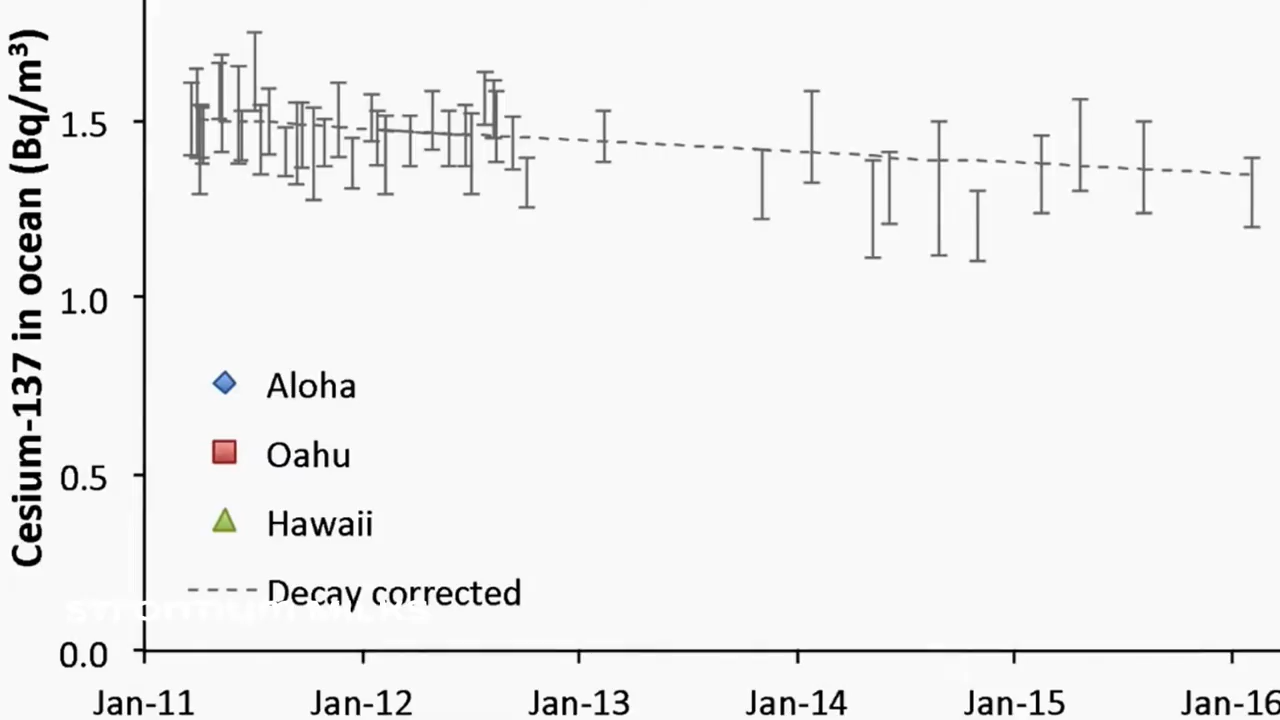 Cesium-137 in ocean (Bq/m³)
1.5
1.0
0.5
0.0
Aloha
Oahu
Hawaii
Decay corrected
Jan-11 Jan-12 Jan-13 Jan-14 Jan-15 Jan-16